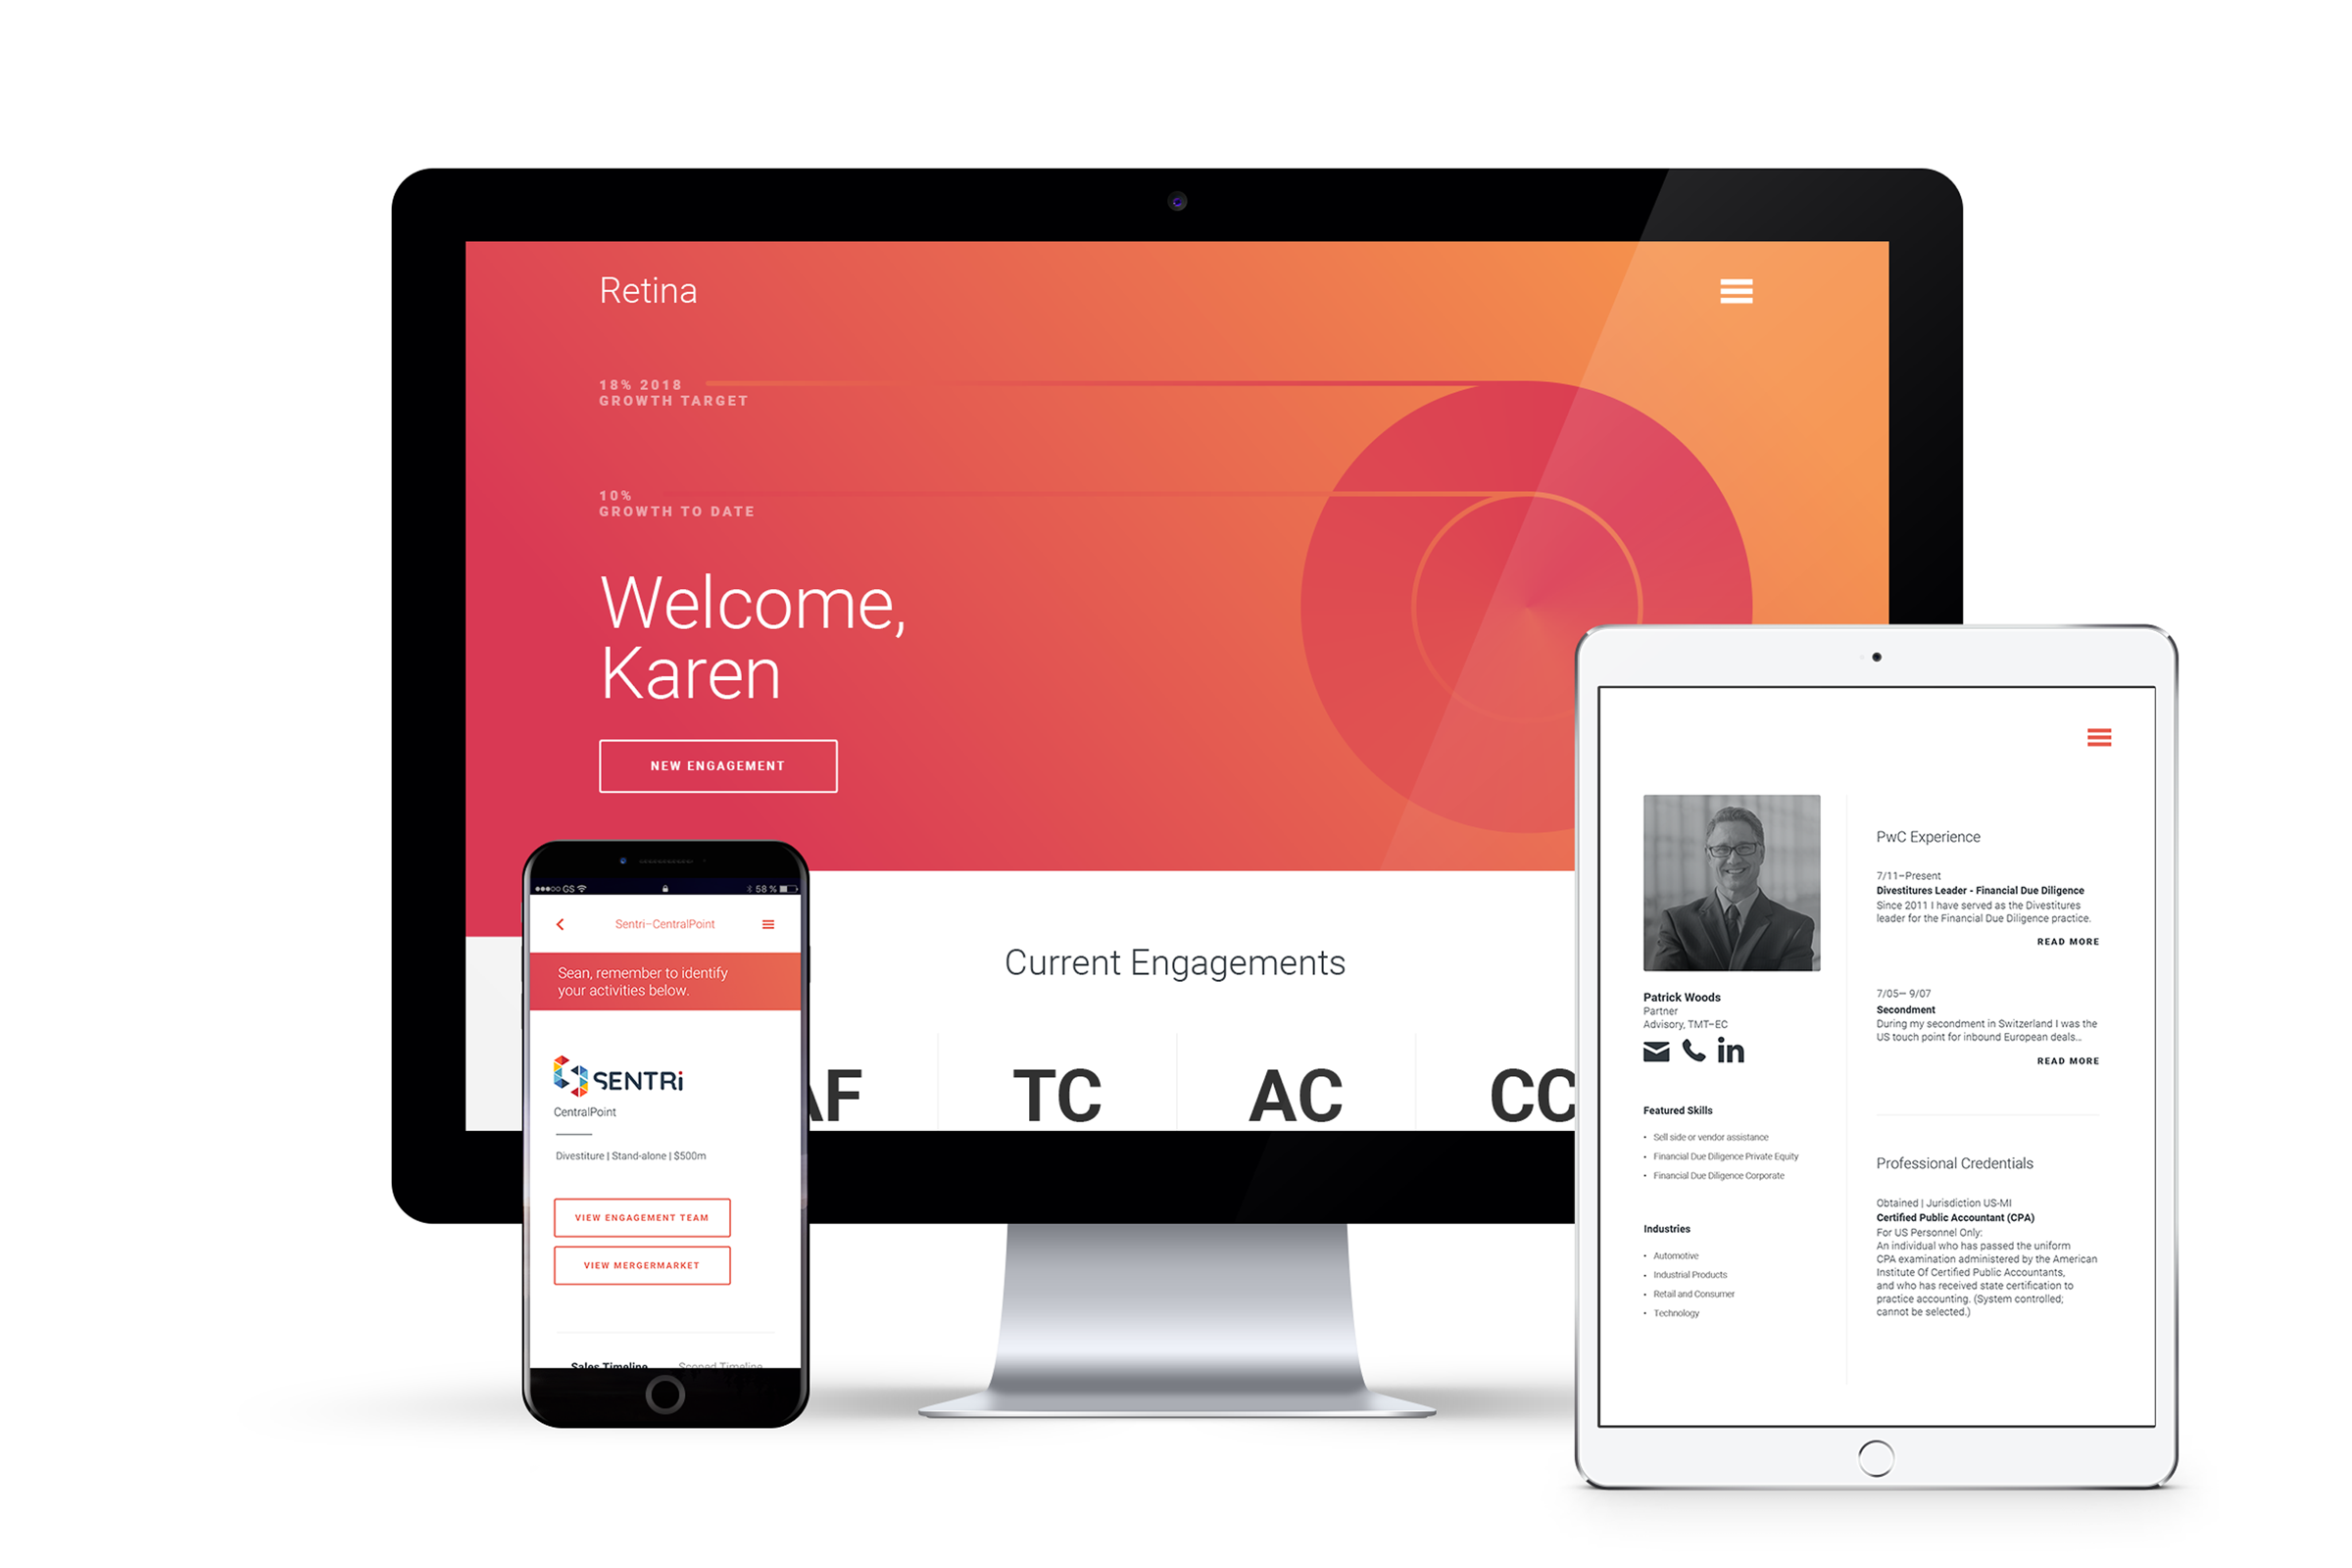 Retina
18% 2018
GROWTH TARGET
10%
GROWTH TO DATE
Welcome,
Karen
NEW ENGAGEMENT
Current Engagements
AF
TC
AC
CC
GS
58 %
Sentri–CentralPoint
Sean, remember to identify
your activities below.
SENTRi
CentralPoint
Divestiture | Stand-alone | $500m
VIEW ENGAGEMENT TEAM
VIEW MERGERMARKET
Sales Timeline
Scoped Timeline
Patrick Woods
Partner
Advisory, TMT–EC
in
Featured Skills
• Sell side or vendor assistance
• Financial Due Diligence Private Equity
• Financial Due Diligence Corporate
Industries
• Automotive
• Industrial Products
• Retail and Consumer
• Technology
PwC Experience
7/11–Present
Divestitures Leader - Financial Due Diligence
Since 2011 I have served as the Divestitures
leader for the Financial Due Diligence practice.
READ MORE
7/05– 9/07
Secondment
During my secondment in Switzerland I was the
US touch point for inbound European deals...
READ MORE
Professional Credentials
Obtained | Jurisdiction US-MI
Certified Public Accountant (CPA)
For US Personnel Only:
An individual who has passed the uniform
CPA examination administered by the American
Institute Of Certified Public Accountants,
and who has received state certification to
practice accounting. (System controlled;
cannot be selected.)